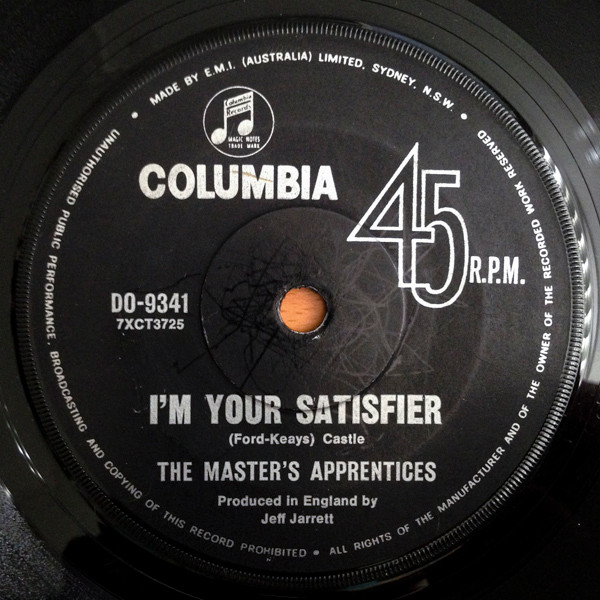 MADE BY E.M.I. (AUSTRALIA) LIMITED, SYDNEY, N.S.W. •
Columbia
Records
MAGIC NOTES
TRADE MARK
COLUMBIA
45 R.P.M.
DO-9341
7XCT3725
I'M YOUR SATISFIER
(Ford-Keays) Castle
THE MASTER'S APPRENTICES
Produced in England by
Jeff Jarrett
UNAUTHORISED PUBLIC PERFORMANCE, BROADCASTING AND COPYING OF THIS RECORD PROHIBITED • ALL RIGHTS OF THE MANUFACTURER AND OF THE OWNER OF THE RECORDED WORK RESERVED •